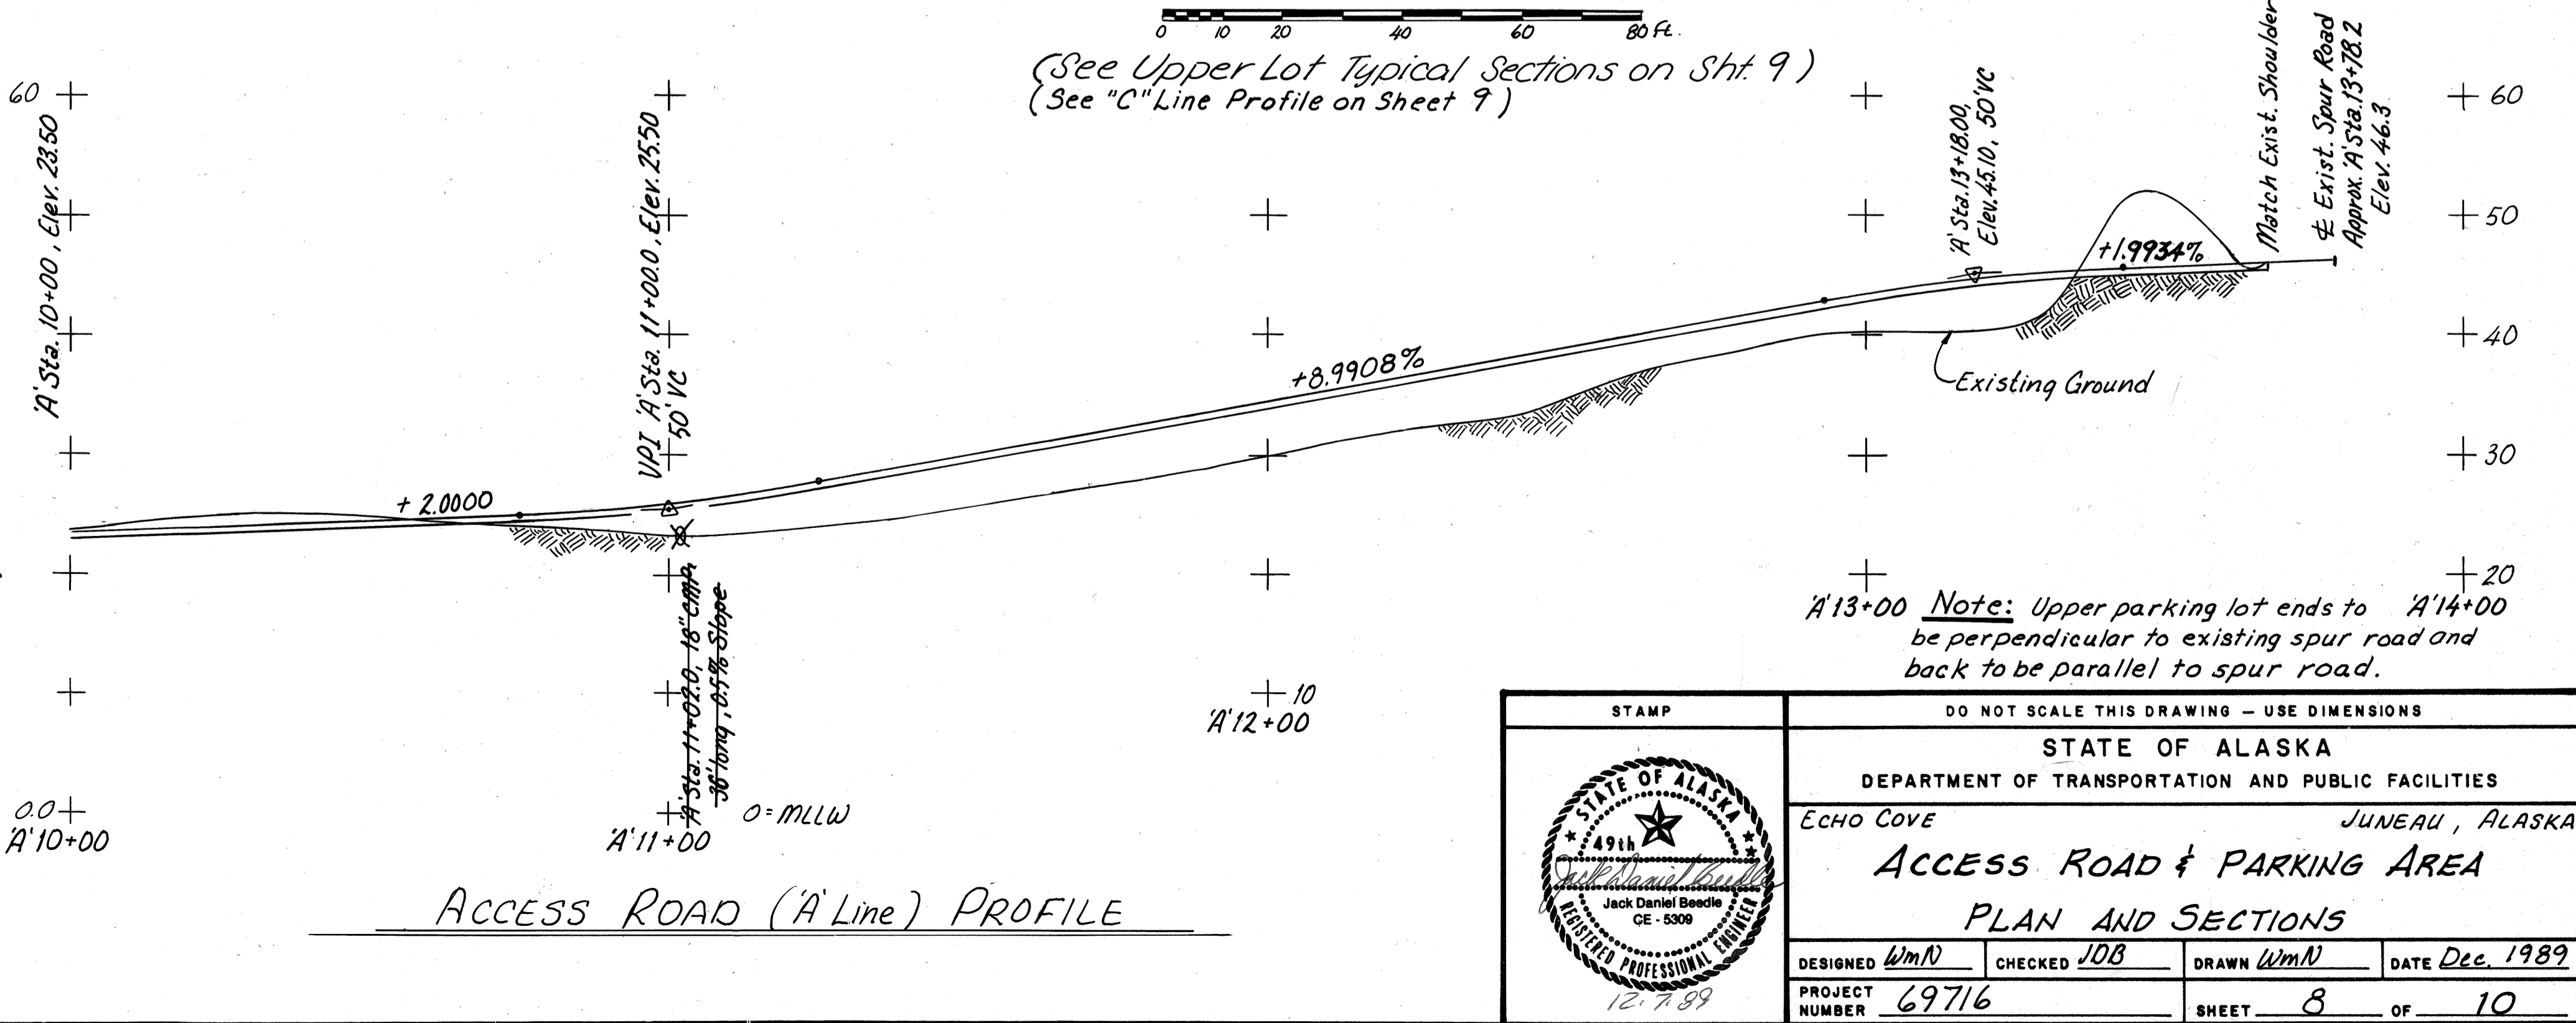 0 10 20 40 60 80 ft.
(See Upper Lot Typical Sections on Sht. 9)
(See "C" Line Profile on Sheet 9)
60
'A' Sta. 10+00, Elev. 23.50
VPI 'A' Sta. 11+00.0, Elev. 25.50
50' VC
'A' Sta. 13+18.00,
Elev. 45.10, 50' VC
Match Exist. Shoulder
℄ Exist. Spur Road
Approx. 'A' Sta. 13+78.2
Elev. 46.3
60
50
40
30
20
+ 2.0000
+8.9908%
+1.9934%
Existing Ground
'A' Sta. 11+02.0, 18" cmp.
36' long, 0.5% Slope
10
'A' 12+00
'A' 13+00
'A' 14+00
Note: Upper parking lot ends to
be perpendicular to existing spur road and
back to be parallel to spur road.
0.0
'A' 10+00
'A' 11+00
0 = MLLW
ACCESS ROAD ('A' Line) PROFILE
STAMP
STATE OF ALASKA
49th
Jack Daniel Beedle
Jack Daniel Beedle
CE - 5309
REGISTERED PROFESSIONAL ENGINEER
12.7.89
DO NOT SCALE THIS DRAWING — USE DIMENSIONS
STATE OF ALASKA
DEPARTMENT OF TRANSPORTATION AND PUBLIC FACILITIES
ECHO COVE JUNEAU, ALASKA
ACCESS ROAD & PARKING AREA
PLAN AND SECTIONS
DESIGNED WmN CHECKED JDB DRAWN WmN DATE Dec. 1989
PROJECT NUMBER 69716 SHEET 8 OF 10